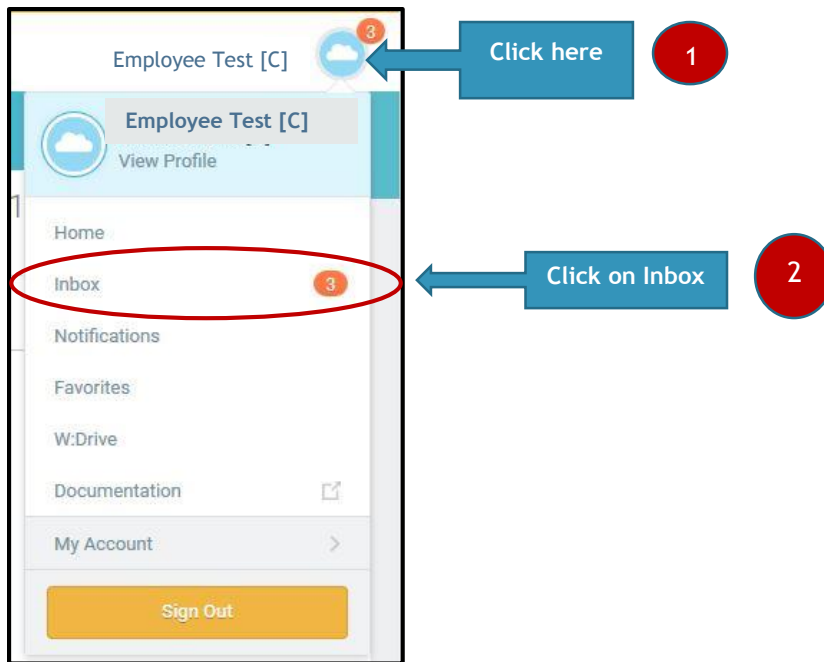 3
Employee Test [C]
Click here
1
Employee Test [C]
View Profile
1
Home
Inbox
3
Click on Inbox
2
Notifications
Favorites
W:Drive
Documentation
My Account
Sign Out